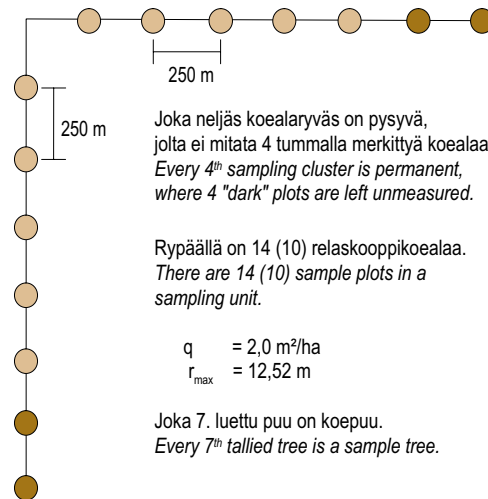 250 m
250 m
Joka neljäs koealaryväs on pysyvä,
jolta ei mitata 4 tummalla merkittyä koealaa
Every 4th sampling cluster is permanent,
where 4 "dark" plots are left unmeasured.
Rypäällä on 14 (10) relaskooppikoealaa.
There are 14 (10) sample plots in a
sampling unit.
q = 2,0 m²/ha
rmax = 12,52 m
Joka 7. luettu puu on koepuu.
Every 7th tallied tree is a sample tree.